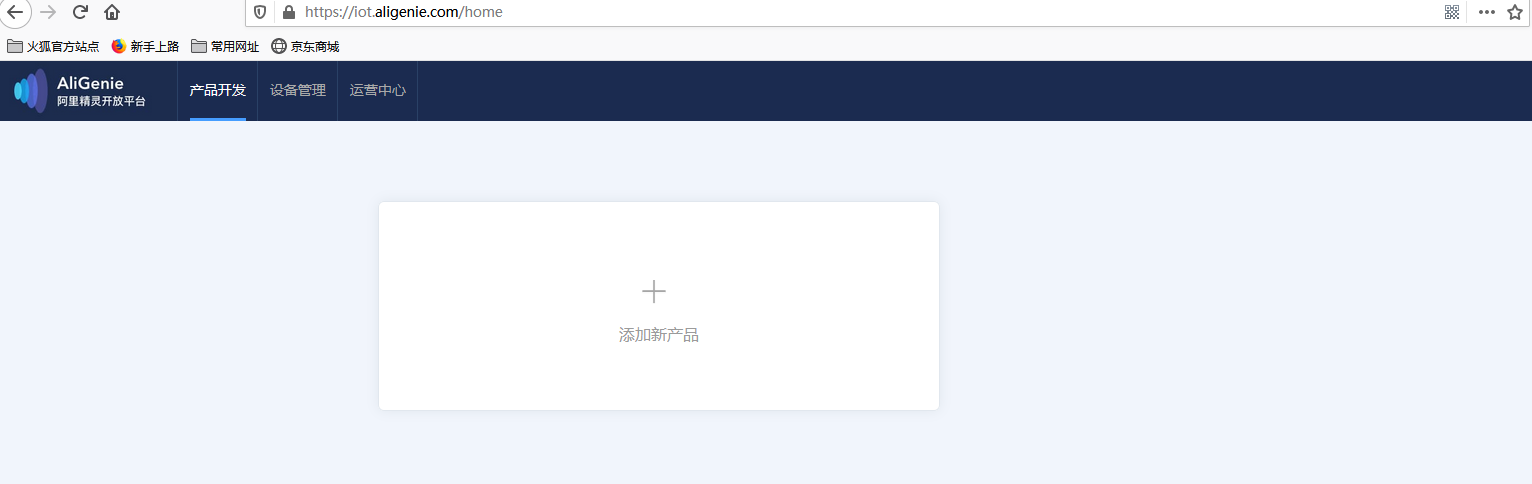 https://iot.aligenie.com/home
火狐官方站点 新手上路 常用网址 京东商城
AliGenie
阿里精灵开放平台
产品开发 设备管理 运营中心
添加新产品